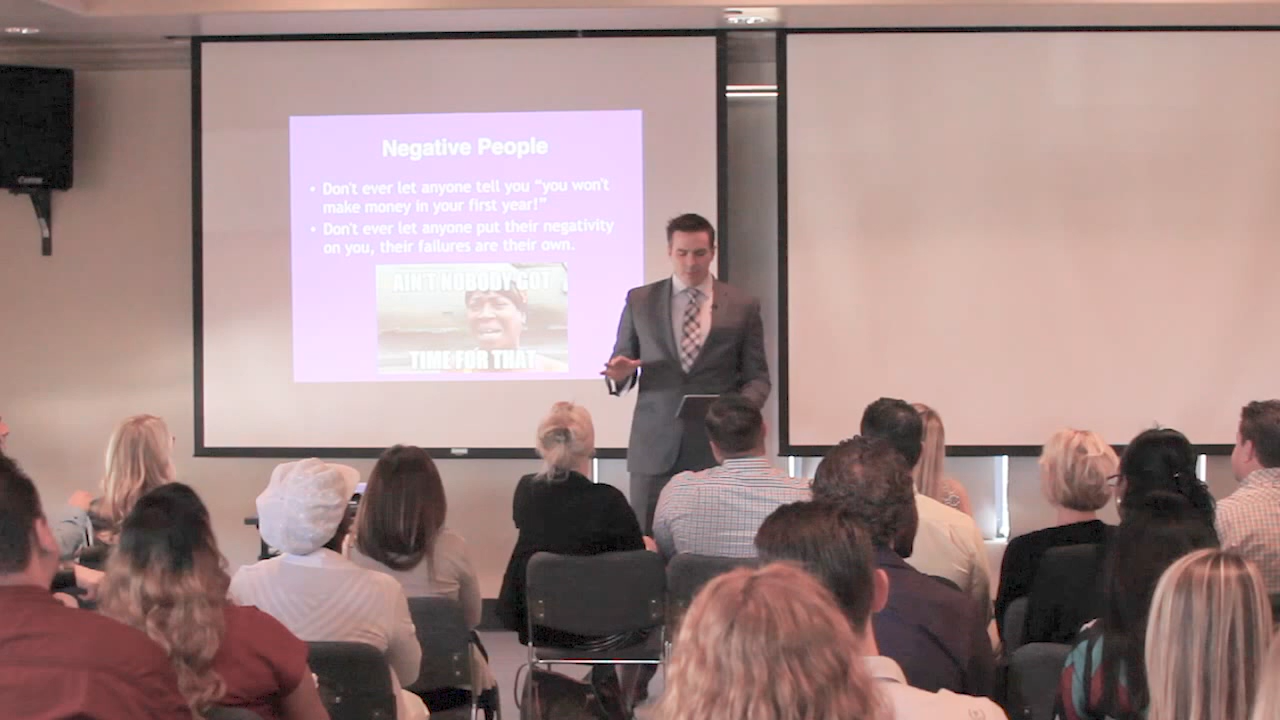 Negative People
• Don't ever let anyone tell you “you won't
make money in your first year!”
• Don't ever let anyone put their negativity
on you, their failures are their own.
AIN'T NOBODY GOT
TIME FOR THAT